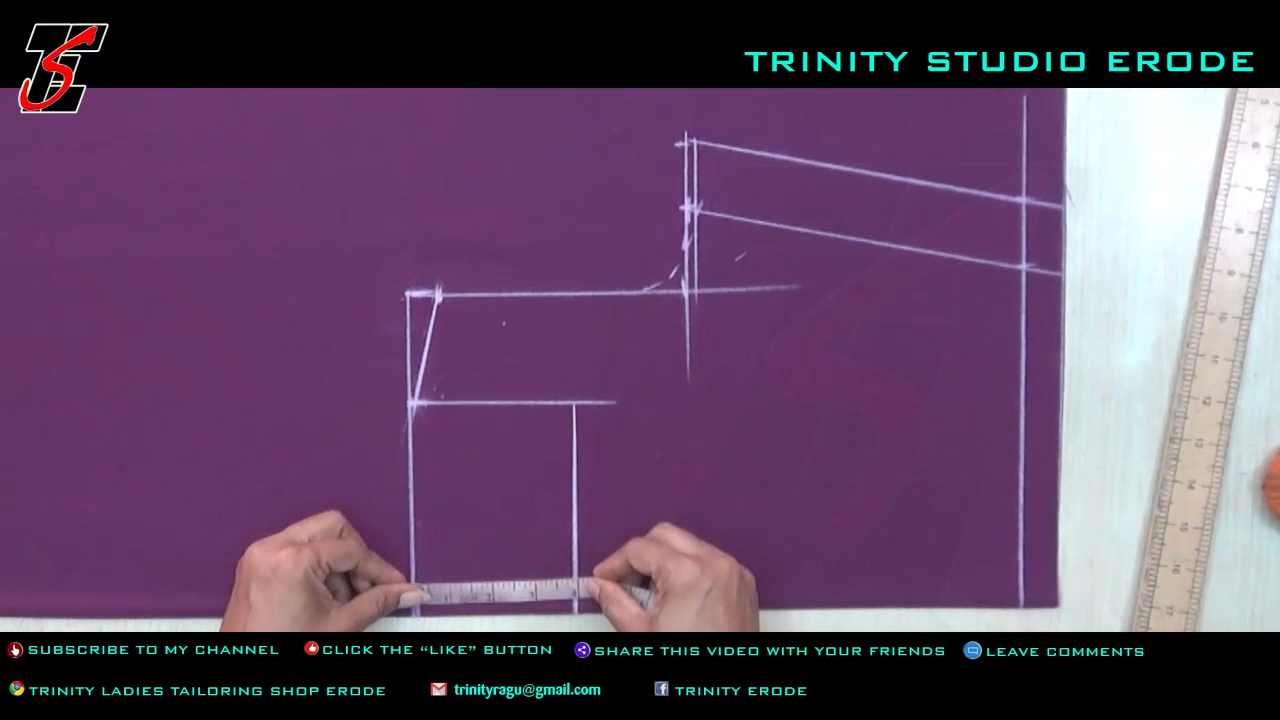 TRINITY STUDIO ERODE
SUBSCRIBE TO MY CHANNEL
CLICK THE “LIKE” BUTTON
SHARE THIS VIDEO WITH YOUR FRIENDS
LEAVE COMMENTS
TRINITY LADIES TAILORING SHOP ERODE
trinityragu@gmail.com
TRINITY ERODE